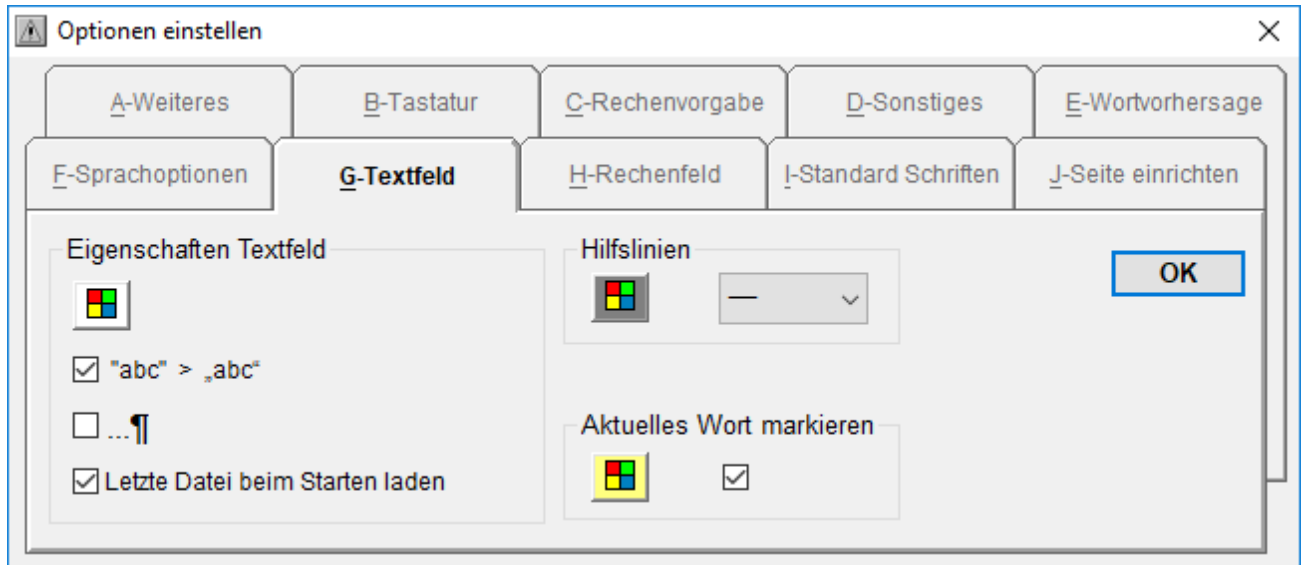 Optionen einstellen
A-Weiteres B-Tastatur C-Rechenvorgabe D-Sonstiges E-Wortvorhersage
F-Sprachoptionen G-Textfeld H-Rechenfeld I-Standard Schriften J-Seite einrichten
Eigenschaften Textfeld
"abc" > „abc“
...¶
Letzte Datei beim Starten laden
Hilfslinien
Aktuelles Wort markieren
OK